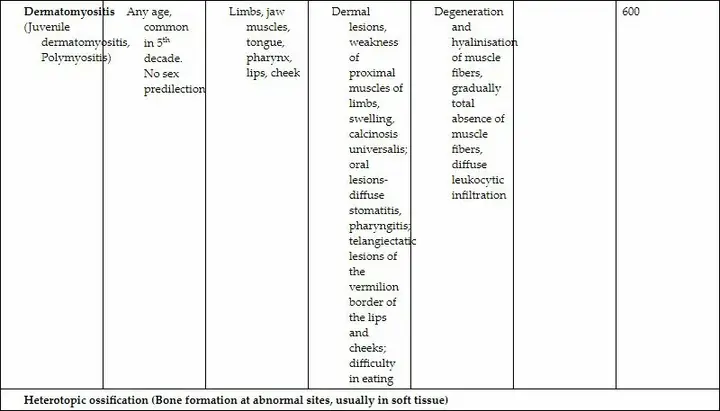 Dermatomyositis
(Juvenile
dermatomyositis,
Polymyositis)
Any age,
common
in 5th
decade.
No sex
predilection
Limbs, jaw
muscles,
tongue,
pharynx,
lips, cheek
Dermal
lesions,
weakness
of
proximal
muscles of
limbs,
swelling,
calcinosis
universalis;
oral
lesions-
diffuse
stomatitis,
pharyngitis;
telangiectatic
lesions of
the
vermilion
border of
the lips
and
cheeks;
difficulty
in eating
Degeneration
and
hyalinisation
of muscle
fibers,
gradually
total
absence of
muscle
fibers,
diffuse
leukocytic
infiltration
600
Heterotopic ossification (Bone formation at abnormal sites, usually in soft tissue)